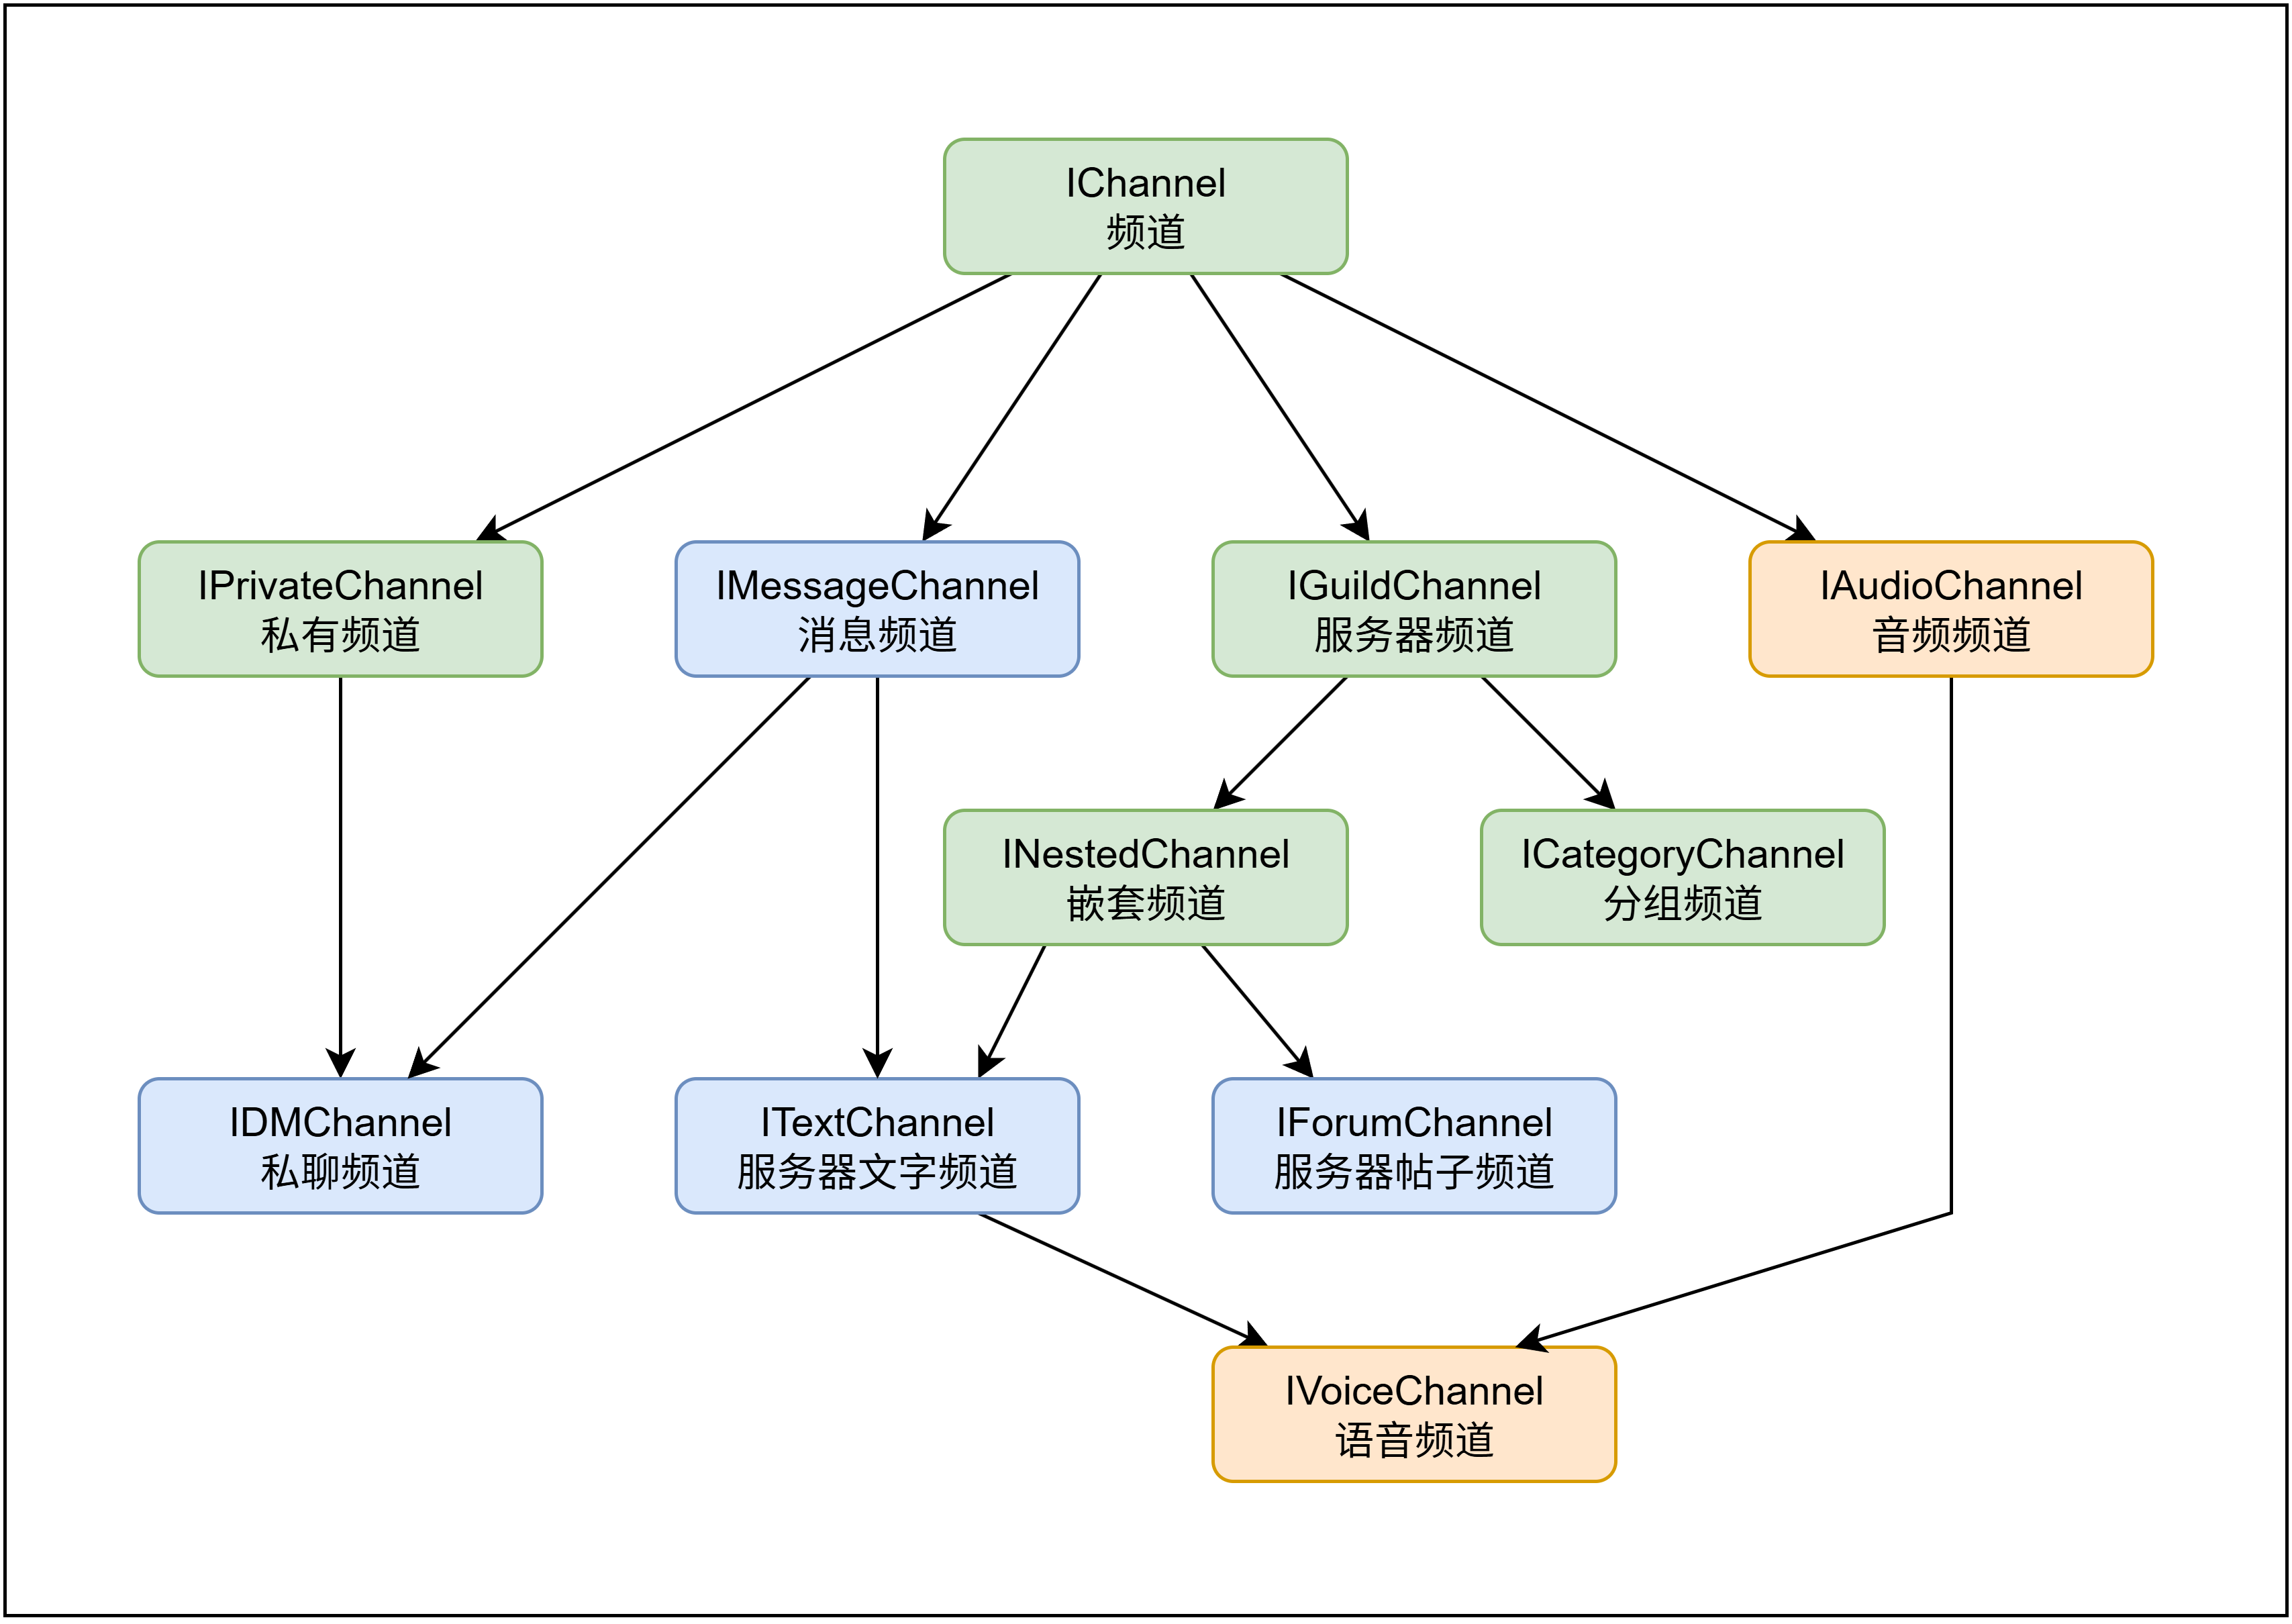 IChannel
频道
IPrivateChannel
私有频道
IMessageChannel
消息频道
IGuildChannel
服务器频道
IAudioChannel
音频频道
INestedChannel
嵌套频道
ICategoryChannel
分组频道
IDMChannel
私聊频道
ITextChannel
服务器文字频道
IForumChannel
服务器帖子频道
IVoiceChannel
语音频道